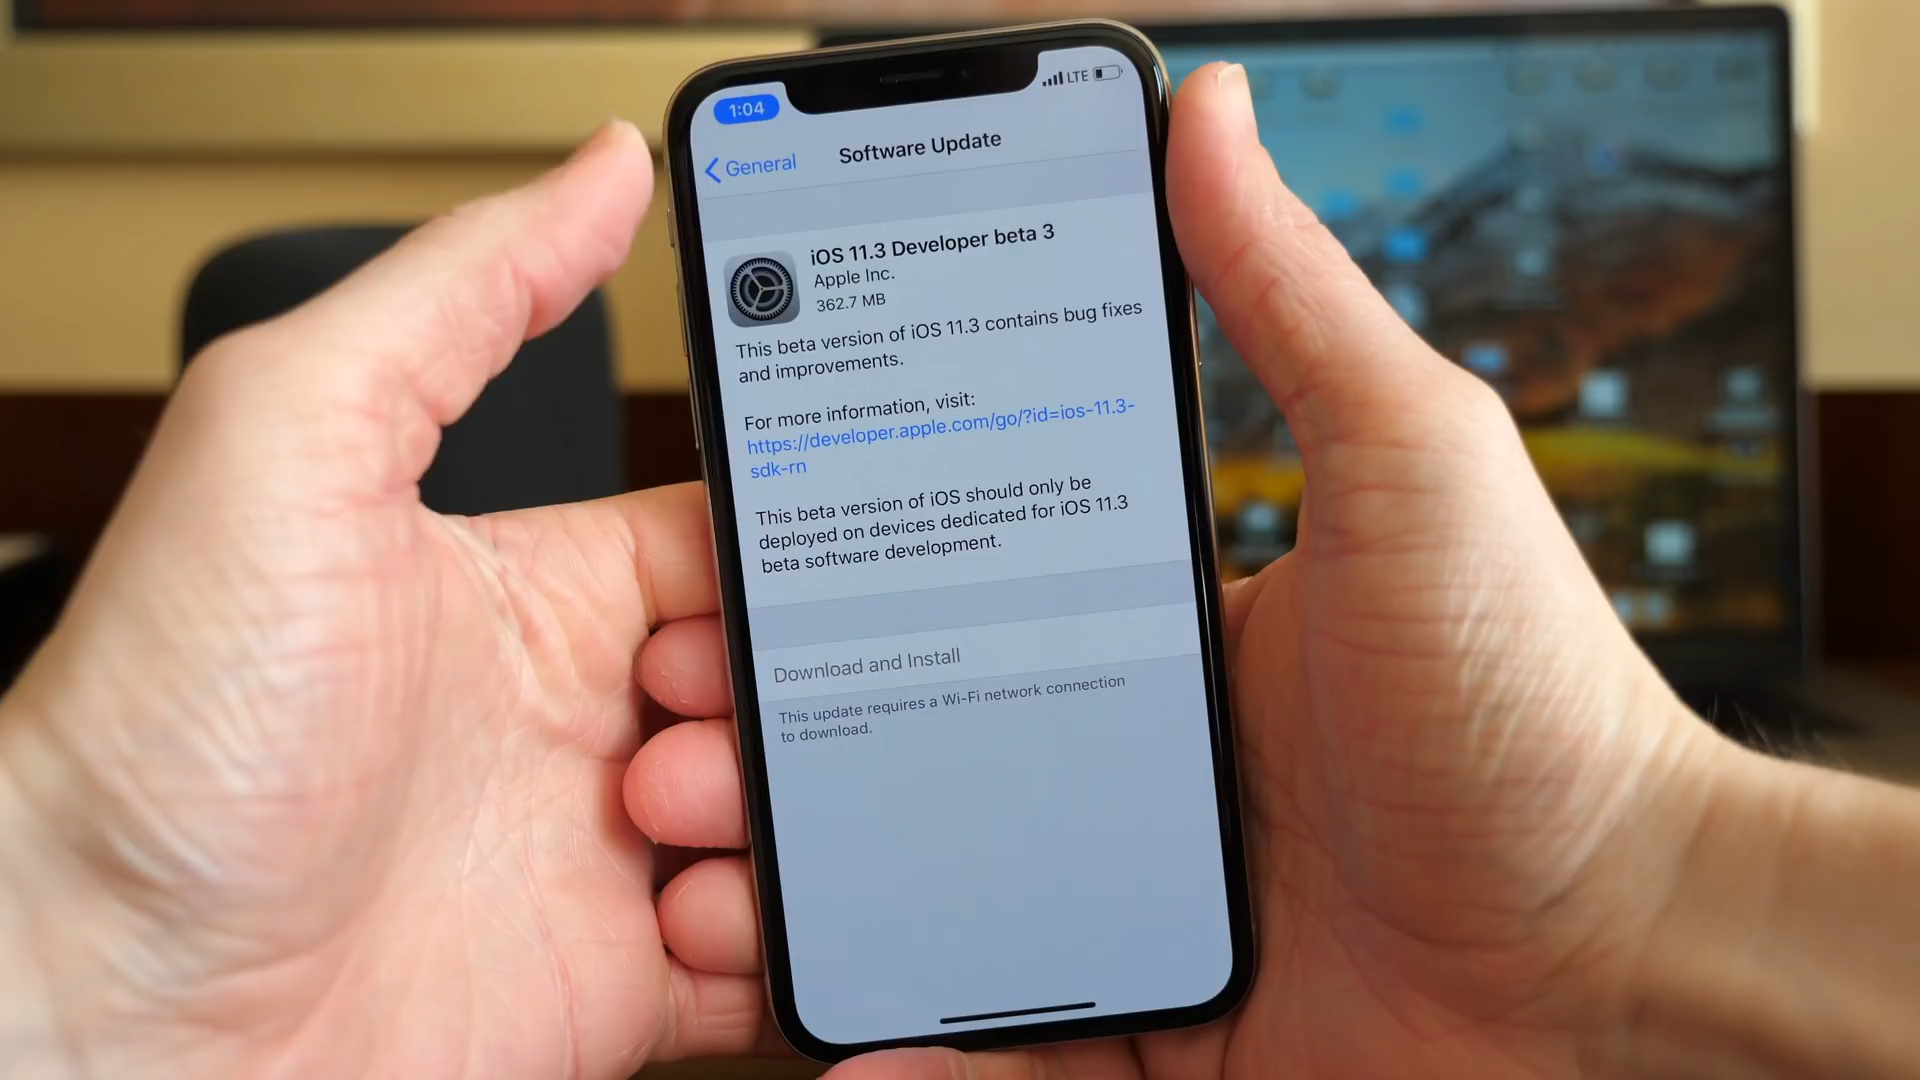 1:04
LTE
General
Software Update
iOS 11.3 Developer beta 3
Apple Inc.
362.7 MB
This beta version of iOS 11.3 contains bug fixes
and improvements.
For more information, visit:
https://developer.apple.com/go/?id=ios-11.3-
sdk-rn
This beta version of iOS should only be
deployed on devices dedicated for iOS 11.3
beta software development.
Download and Install
This update requires a Wi-Fi network connection
to download.